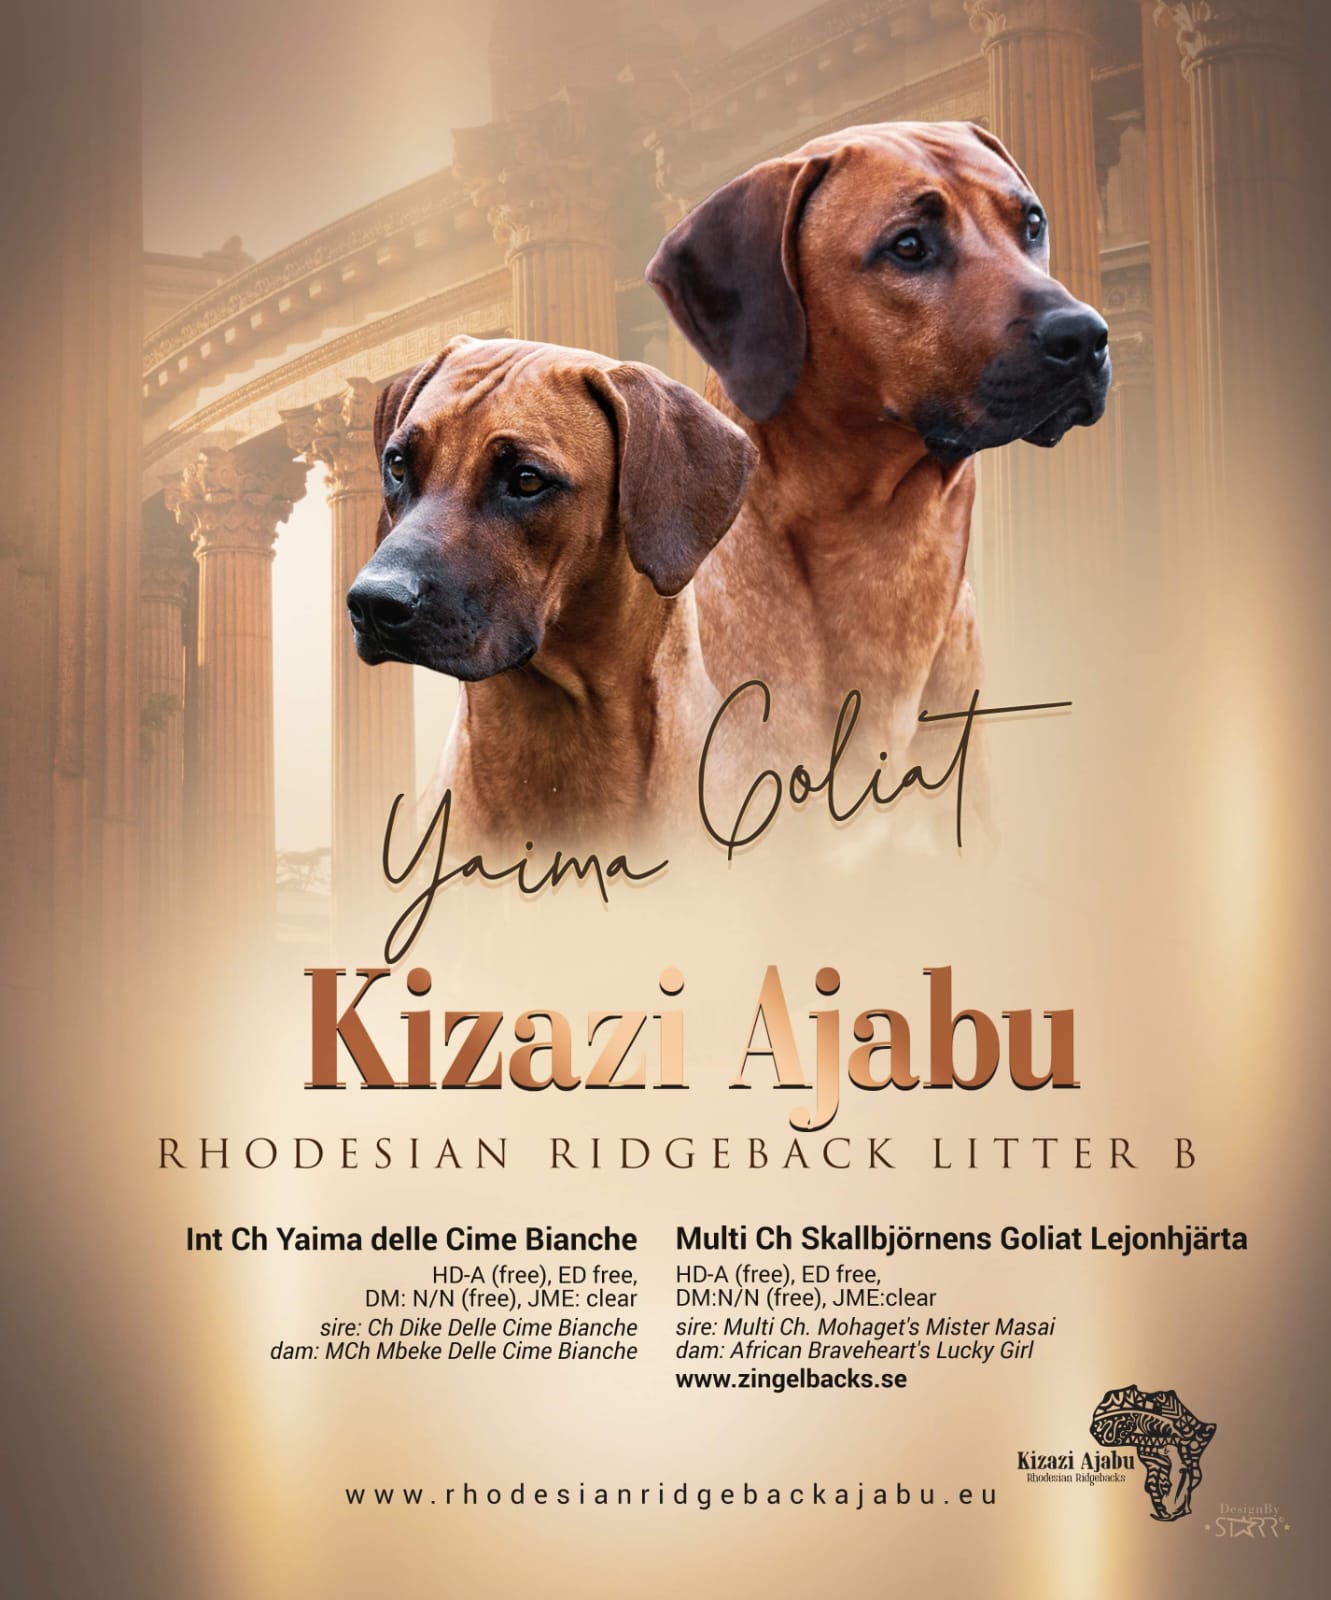 Yaima Goliat
Kizazi Ajabu
RHODESIAN RIDGEBACK LITTER B
Int Ch Yaima delle Cime Bianche
HD-A (free), ED free,
DM: N/N (free), JME: clear
sire: Ch Dike Delle Cime Bianche
dam: MCh Mbeke Delle Cime Bianche
Multi Ch Skallbjörnens Goliat Lejonhjärta
HD-A (free), ED free,
DM:N/N (free), JME:clear
sire: Multi Ch. Mohaget's Mister Masai
dam: African Braveheart's Lucky Girl
www.zingelbacks.se
Kizazi Ajabu
Rhodesian Ridgebacks
www.rhodesianridgebackajabu.eu
DesignBy
STARR©